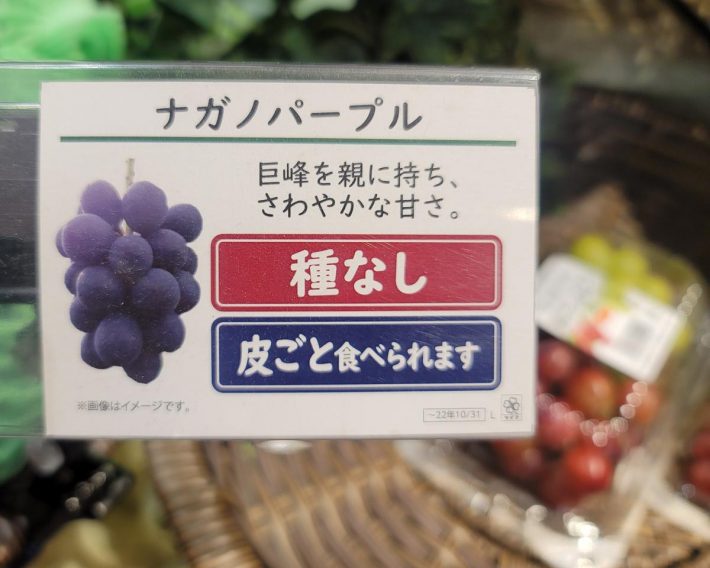 ナガノパープル
巨峰を親に持ち、
さわやかな甘さ。
種なし
皮ごと食べられます
※画像はイメージです。
~22年10/31 L